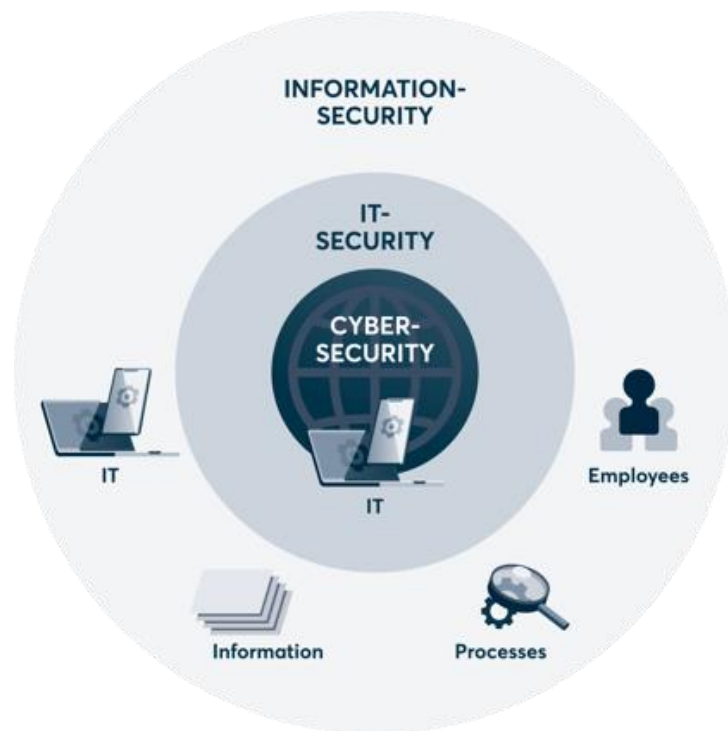 INFORMATION-
SECURITY
IT-
SECURITY
CYBER-
SECURITY
IT
Employees
IT
Information
Processes